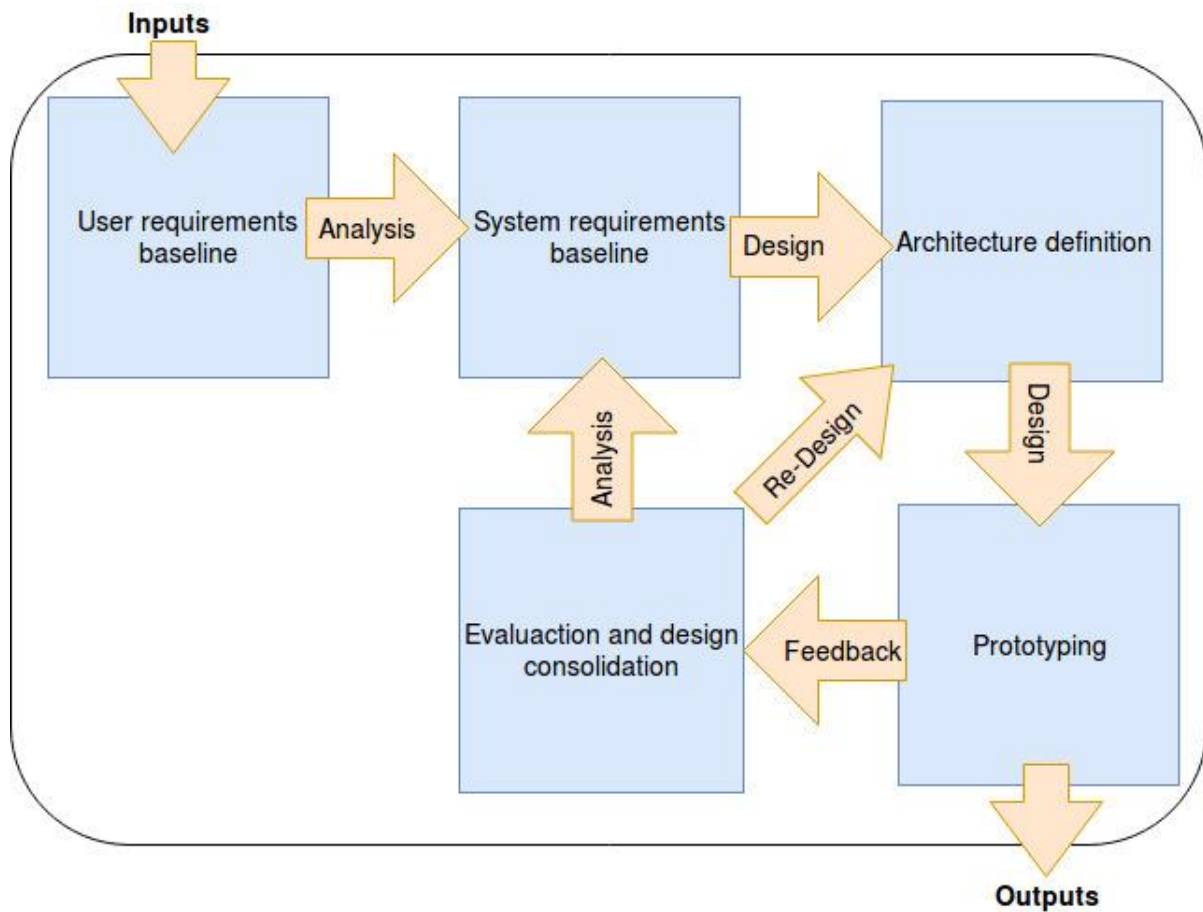 Inputs
User requirements
baseline
Analysis
System requirements
baseline
Design
Architecture definition
Analysis
Re-Design
Design
Evaluaction and design
consolidation
Feedback
Prototyping
Outputs